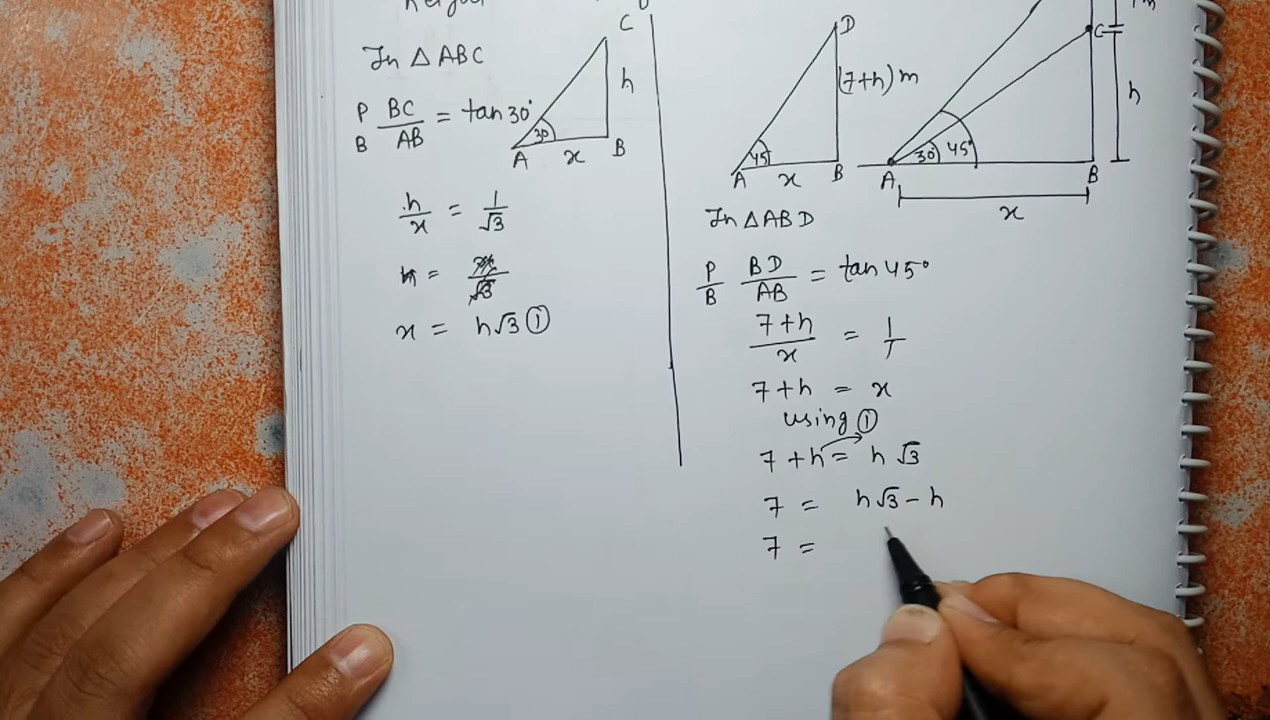 In △ ABC
P/B BC/AB = tan 30°
C
h
30
A
x
B
h/x = 1/√3
x = h√3 ①
D
(7+h) m
45
A
x
B
C
h
30
45°
A
B
x
In △ ABD
P/B BD/AB = tan 45°
7+h/x = 1/1
7+h = x
using ①
7+h = h √3
7 = h√3 - h
7 =